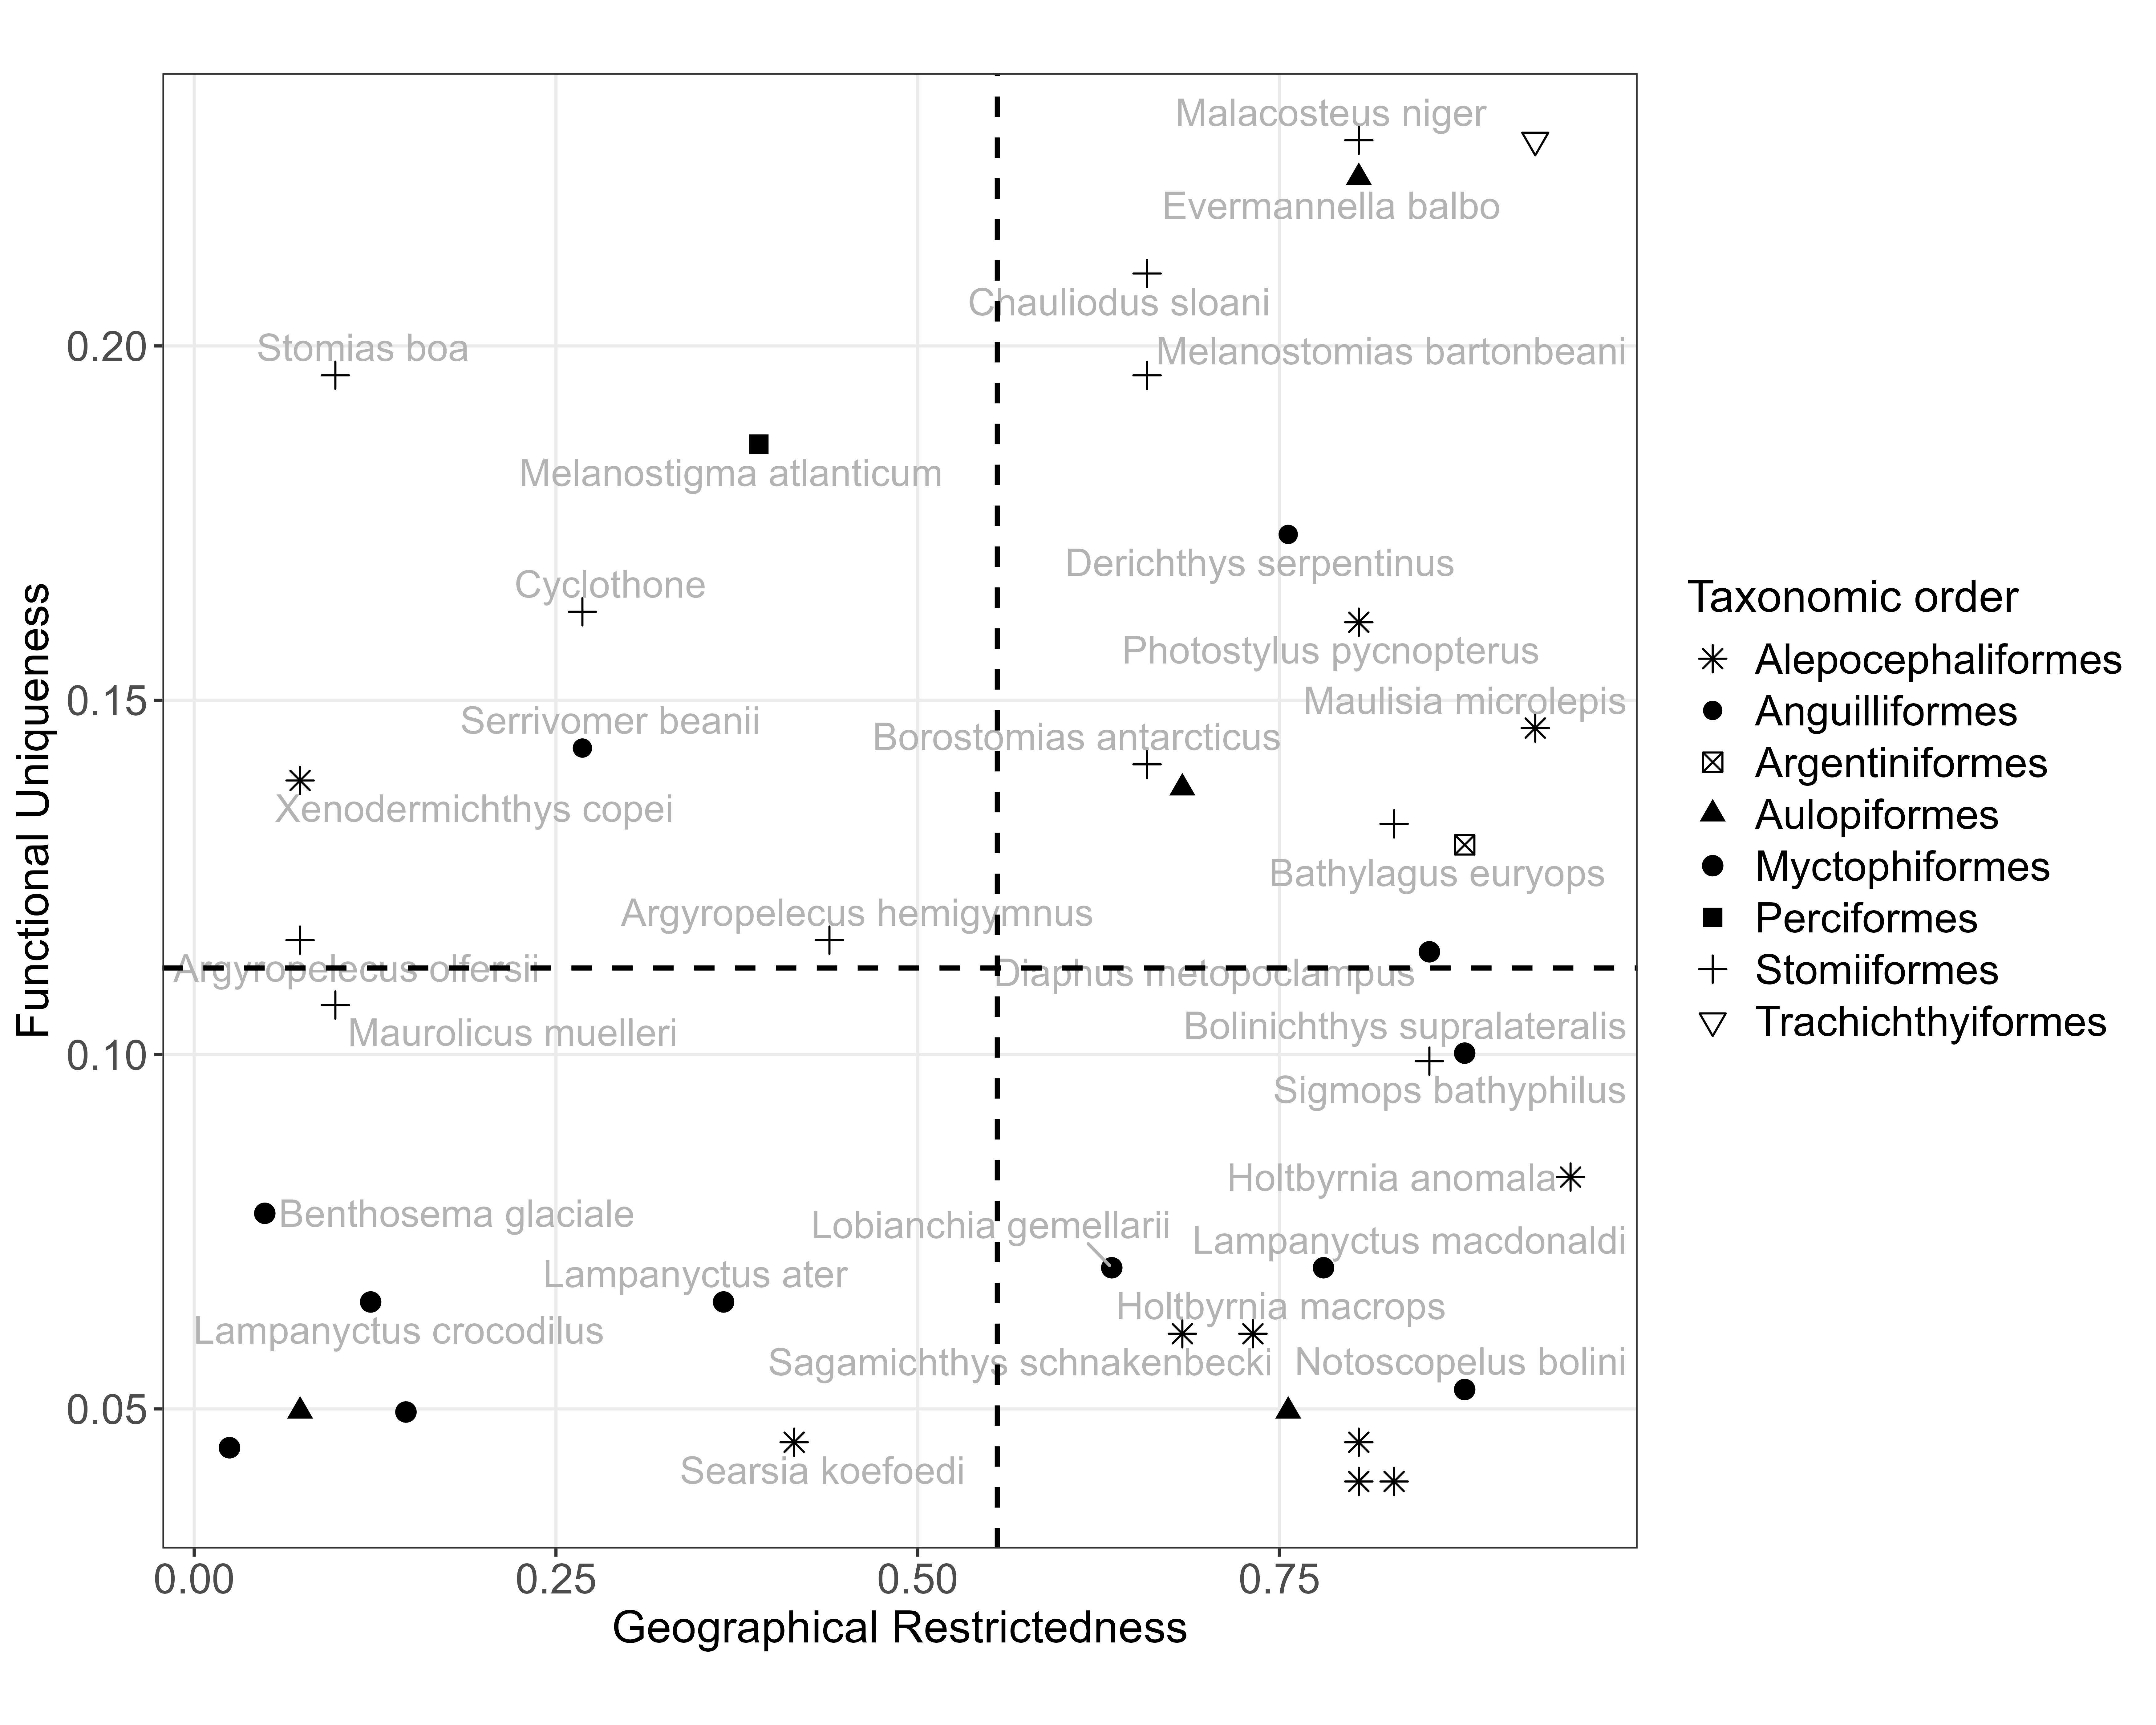 Malacosteus niger
Evermannella balbo
Chauliodus sloani
Stomias boa
Melanostomias bartonbeani
Melanostigma atlanticum
Derichthys serpentinus
Cyclothone
Photostylus pycnopterus
Maulisia microlepis
Serrivomer beanii
Borostomias antarcticus
Xenodermichthys copei
Bathylagus euryops
Argyropelecus hemigymnus
Argyropelecus olfersii
Diaphus metopoclampus
Maurolicus muelleri
Bolinichthys supralateralis
Sigmops bathyphilus
Holtbyrnia anomala
Benthosema glaciale
Lobianchia gemellarii
Lampanyctus macdonaldi
Lampanyctus ater
Holtbyrnia macrops
Lampanyctus crocodilus
Sagamichthys schnakenbecki
Notoscopelus bolini
Searsia koefoedi
0.20
0.15
0.10
0.05
0.00
0.25
0.50
0.75
Geographical Restrictedness
Functional Uniqueness
Taxonomic order
Alepocephaliformes
Anguilliformes
Argentiniformes
Aulopiformes
Myctophiformes
Perciformes
Stomiiformes
Trachichthyiformes